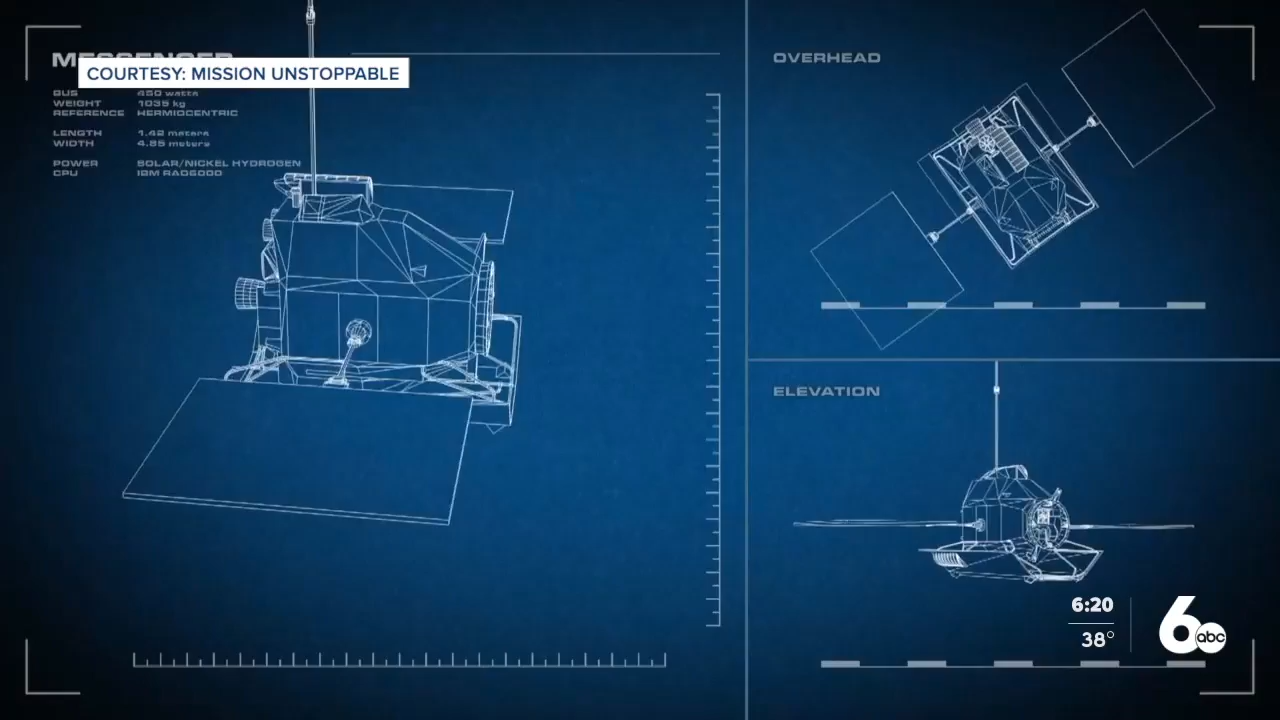 MESSENGER
COURTESY: MISSION UNSTOPPABLE
BUS 450 watts
WEIGHT 1035 kg
REFERENCE HERMIOCENTRIC
LENGTH 1.42 meters
WIDTH 4.85 meters
POWER SOLAR/NICKEL HYDROGEN
CPU IBM RAD6000
OVERHEAD
ELEVATION
6:20
38°
6
abc